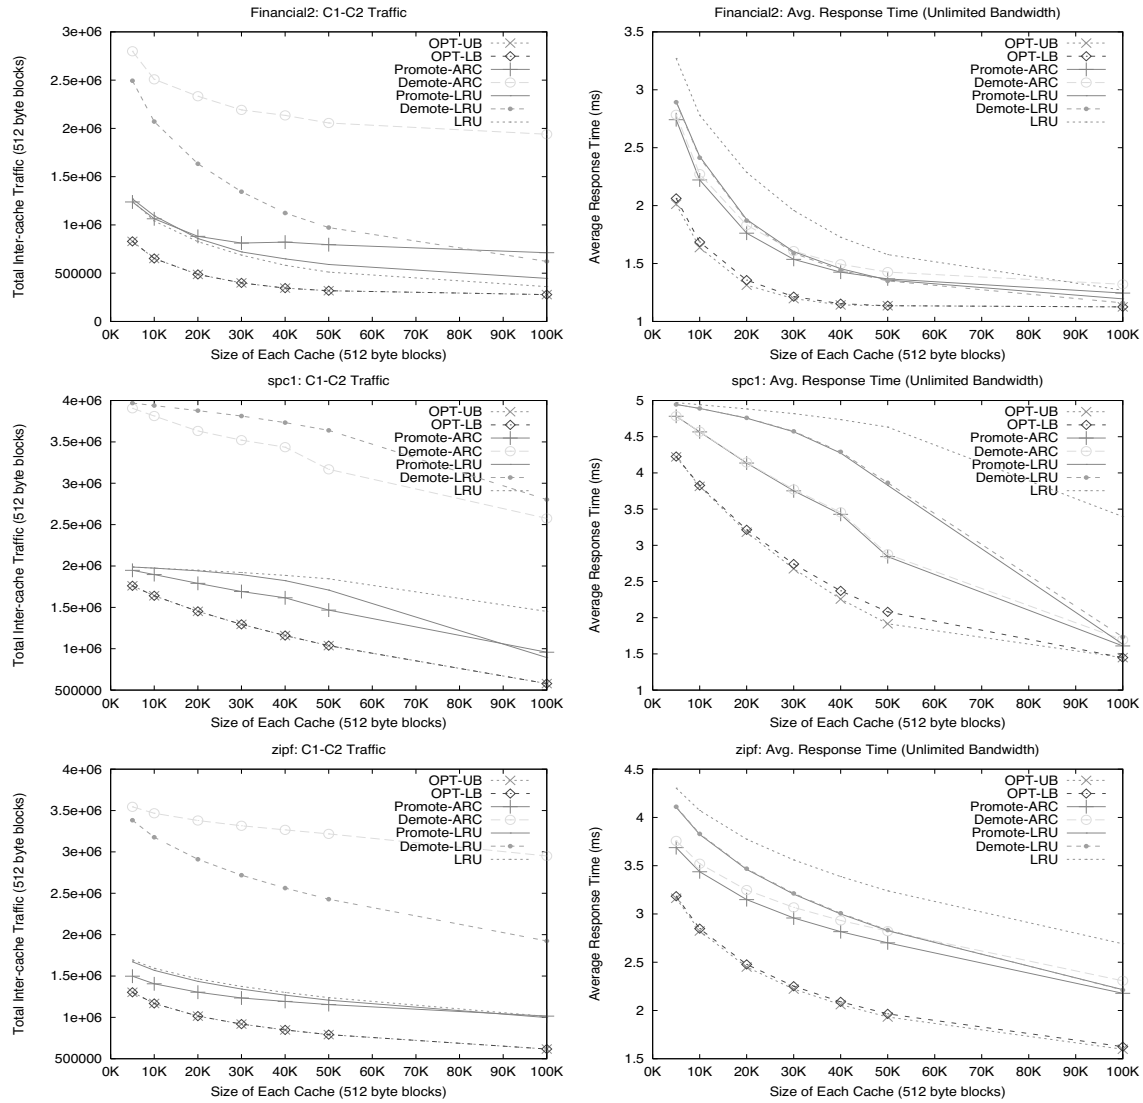 Financial2: C1-C2 Traffic
Total Inter-cache Traffic (512 byte blocks)
3e+06
2.5e+06
2e+06
1.5e+06
1e+06
500000
0
OPT-UB
OPT-LB
Promote-ARC
Demote-ARC
Promote-LRU
Demote-LRU
LRU
0K 10K 20K 30K 40K 50K 60K 70K 80K 90K 100K
Size of Each Cache (512 byte blocks)
Financial2: Avg. Response Time (Unlimited Bandwidth)
Average Response Time (ms)
3.5
3
2.5
2
1.5
1
OPT-UB
OPT-LB
Promote-ARC
Demote-ARC
Promote-LRU
Demote-LRU
LRU
0K 10K 20K 30K 40K 50K 60K 70K 80K 90K 100K
Size of Each Cache (512 byte blocks)
spc1: C1-C2 Traffic
Total Inter-cache Traffic (512 byte blocks)
4e+06
3.5e+06
3e+06
2.5e+06
2e+06
1.5e+06
1e+06
500000
OPT-UB
OPT-LB
Promote-ARC
Demote-ARC
Promote-LRU
Demote-LRU
LRU
0K 10K 20K 30K 40K 50K 60K 70K 80K 90K 100K
Size of Each Cache (512 byte blocks)
spc1: Avg. Response Time (Unlimited Bandwidth)
Average Response Time (ms)
5
4.5
4
3.5
3
2.5
2
1.5
1
OPT-UB
OPT-LB
Promote-ARC
Demote-ARC
Promote-LRU
Demote-LRU
LRU
0K 10K 20K 30K 40K 50K 60K 70K 80K 90K 100K
Size of Each Cache (512 byte blocks)
zipf: C1-C2 Traffic
Total Inter-cache Traffic (512 byte blocks)
4e+06
3.5e+06
3e+06
2.5e+06
2e+06
1.5e+06
1e+06
500000
OPT-UB
OPT-LB
Promote-ARC
Demote-ARC
Promote-LRU
Demote-LRU
LRU
0K 10K 20K 30K 40K 50K 60K 70K 80K 90K 100K
Size of Each Cache (512 byte blocks)
zipf: Avg. Response Time (Unlimited Bandwidth)
Average Response Time (ms)
4.5
4
3.5
3
2.5
2
1.5
OPT-UB
OPT-LB
Promote-ARC
Demote-ARC
Promote-LRU
Demote-LRU
LRU
0K 10K 20K 30K 40K 50K 60K 70K 80K 90K 100K
Size of Each Cache (512 byte blocks)